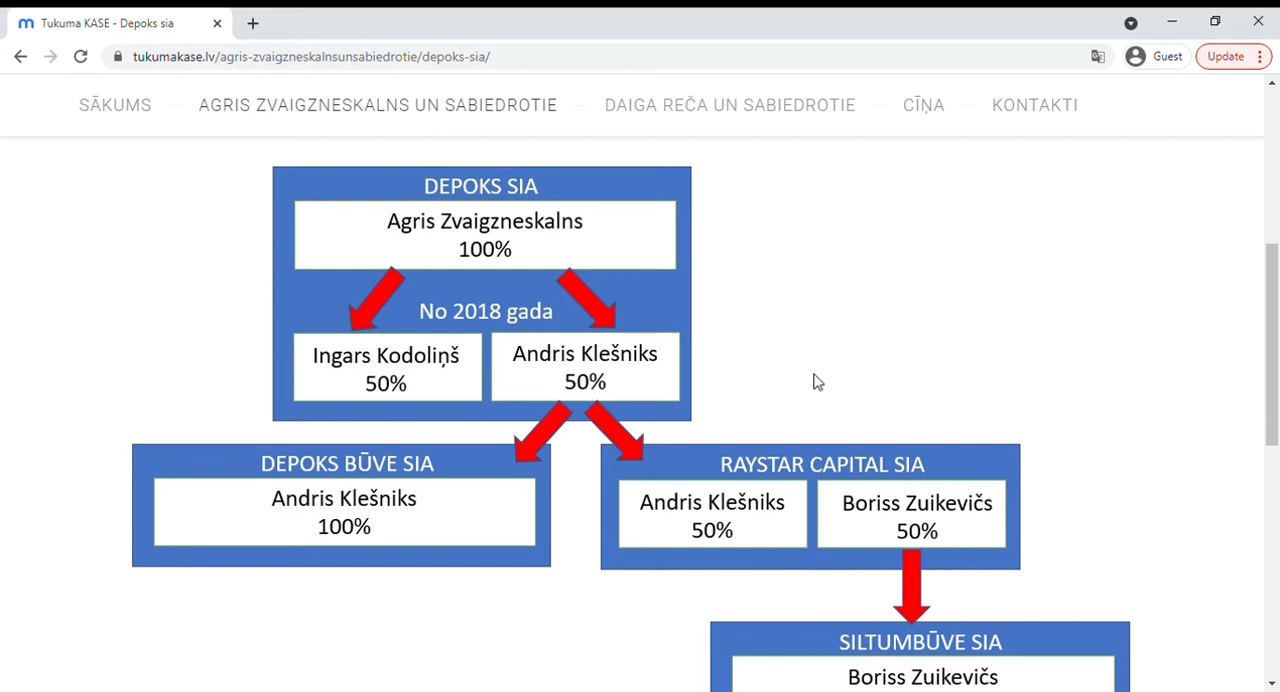 Tukuma KASE - Depoks sia
tukumakase.lv/agris-zvaigzneskalnsunsabiedrotie/depoks-sia/
Guest
Update
SĀKUMS
AGRIS ZVAIGZNESKALNS UN SABIEDROTIE
DAIGA REČA UN SABIEDROTIE
CĪŅA
KONTAKTI
DEPOKS SIA
Agris Zvaigzneskalns
100%
No 2018 gada
Ingars Kodoliņš
50%
Andris Klešniks
50%
DEPOKS BŪVE SIA
Andris Klešniks
100%
RAYSTAR CAPITAL SIA
Andris Klešniks
50%
Boriss Zuikevičs
50%
SILTUMBŪVE SIA
Boriss Zuikevičs